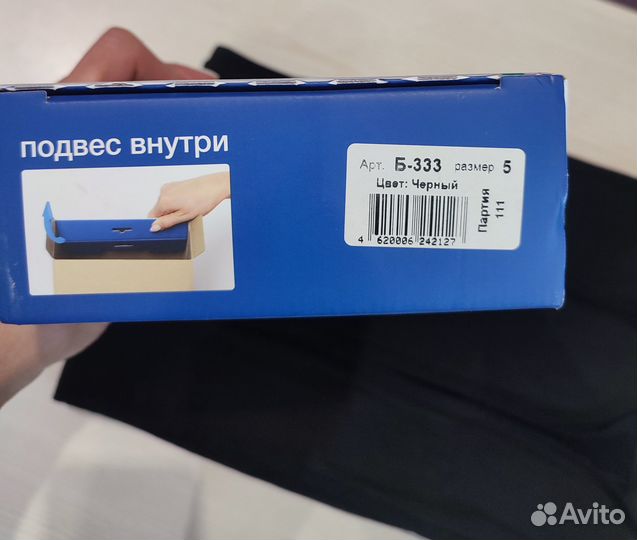 подвес внутри
Арт. Б-333 размер 5
Цвет: Черный
4 620006 242127
Партия
111
Avito